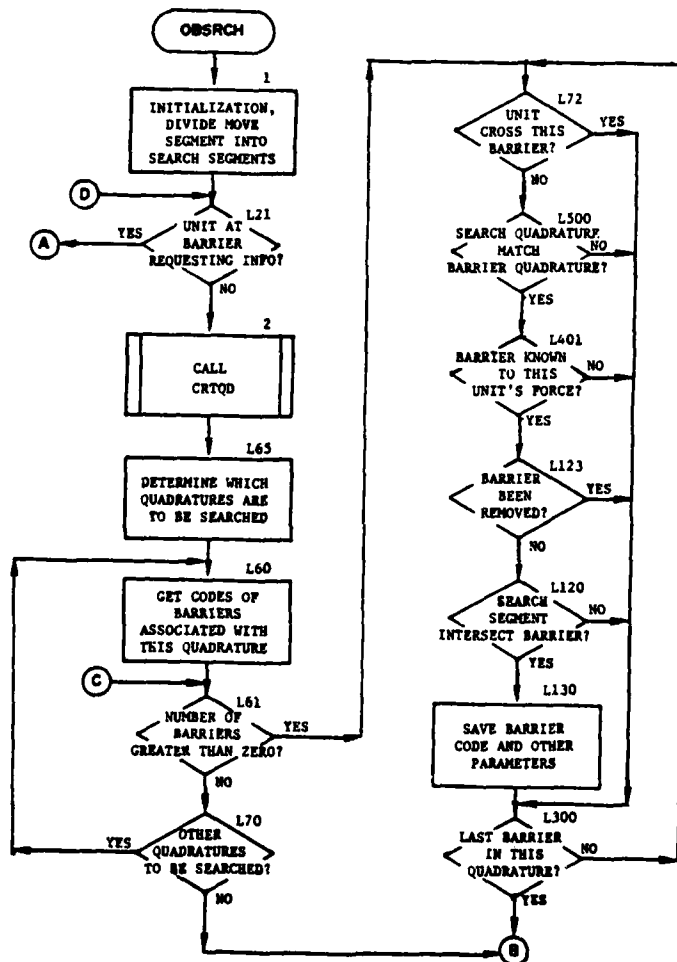 OBSRCH
1
INITIALIZATION,
DIVIDE MOVE
SEGMENT INTO
SEARCH SEGMENTS
D
L21
A
YES
UNIT AT
BARRIER
REQUESTING INFO?
NO
2
CALL
CRTQD
L65
DETERMINE WHICH
QUADRATURES ARE
TO BE SEARCHED
L60
GET CODES OF
BARRIERS
ASSOCIATED WITH
THIS QUADRATURE
C
L61
NUMBER OF
BARRIERS
GREATER THAN ZERO?
YES
NO
L70
YES
OTHER
QUADRATURES
TO BE SEARCHED?
NO
L72
UNIT
CROSS THIS
BARRIER?
YES
NO
L500
SEARCH QUADRATURE
MATCH
BARRIER QUADRATURE?
NO
YES
L401
BARRIER KNOWN
TO THIS
UNIT'S FORCE?
NO
YES
L123
BARRIER
BEEN
REMOVED?
YES
NO
L120
SEARCH
SEGMENT
INTERSECT BARRIER?
NO
YES
L130
SAVE BARRIER
CODE AND OTHER
PARAMETERS
L300
LAST BARRIER
IN THIS
QUADRATURE?
NO
YES
B